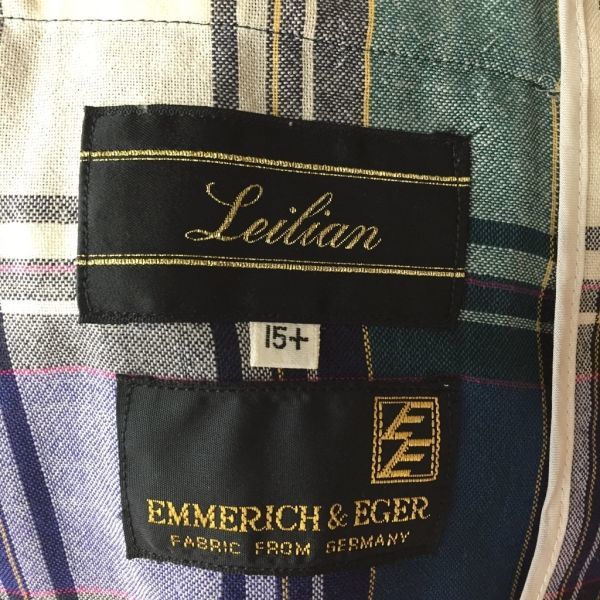 Leilian
15+
EE
EMMERICH & EGER
FABRIC FROM GERMANY